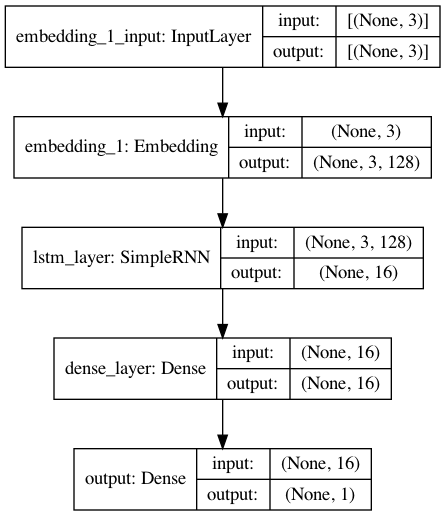 embedding_1_input: InputLayer
input:
[(None, 3)]
output:
[(None, 3)]
embedding_1: Embedding
input:
(None, 3)
output:
(None, 3, 128)
lstm_layer: SimpleRNN
input:
(None, 3, 128)
output:
(None, 16)
dense_layer: Dense
input:
(None, 16)
output:
(None, 16)
output: Dense
input:
(None, 16)
output:
(None, 1)